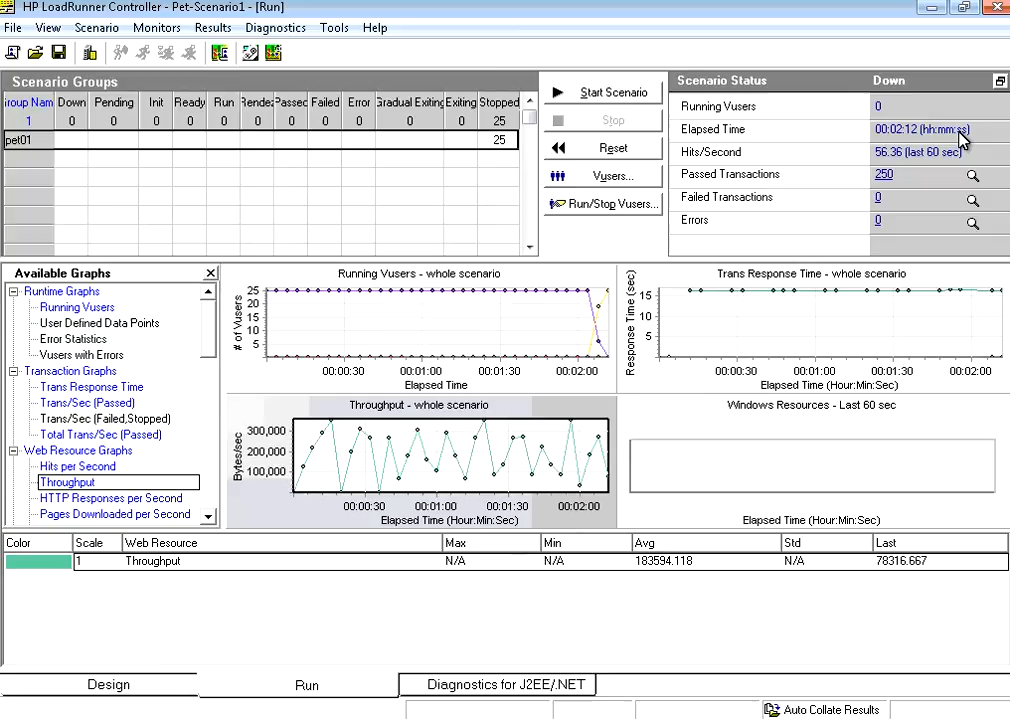 HP LoadRunner Controller - Pet-Scenario1 - [Run]
File View Scenario Monitors Results Diagnostics Tools Help
Scenario Groups
Down Pending Init Ready Run Passed Failed Error Gradual Exiting Exiting Stopped
1 0 0 0 0 0 0 0 0 0 0 0 25
pet01 25
Start Scenario
Stop
Reset
Vusers...
Run/Stop Vusers...
Scenario Status Down
Running Vusers 0
Elapsed Time 00:02:12 (hh:mm:ss)
Hits/Second 56.36 (last 60 sec)
Passed Transactions 250
Failed Transactions 0
Errors 0
Available Graphs
Runtime Graphs
Running Vusers
User Defined Data Points
Error Statistics
Vusers with Errors
Transaction Graphs
Trans Response Time
Trans/Sec (Passed)
Trans/Sec (Failed,Stopped)
Total Trans/Sec (Passed)
Web Resource Graphs
Hits per Second
Throughput
HTTP Responses per Second
Pages Downloaded per Second
Running Vusers - whole scenario
# of Vusers
25
20
15
10
5
00:00:30 00:01:00 00:01:30 00:02:00
Elapsed Time
Trans Response Time - whole scenario
Response Time (sec)
15
10
5
00:00:30 00:01:00 00:01:30 00:02:00
Elapsed Time (Hour:Min:Sec)
Throughput - whole scenario
Bytes/sec
300,000
200,000
100,000
00:00:30 00:01:00 00:01:30 00:02:00
Elapsed Time (Hour:Min:Sec)
Windows Resources - Last 60 sec
Elapsed Time (Hour:Min:Sec)
Color Scale Web Resource Max Min Avg Std Last
1 Throughput N/A N/A 183594.118 N/A 78316.667
Design Run Diagnostics for J2EE/.NET
Auto Collate Results